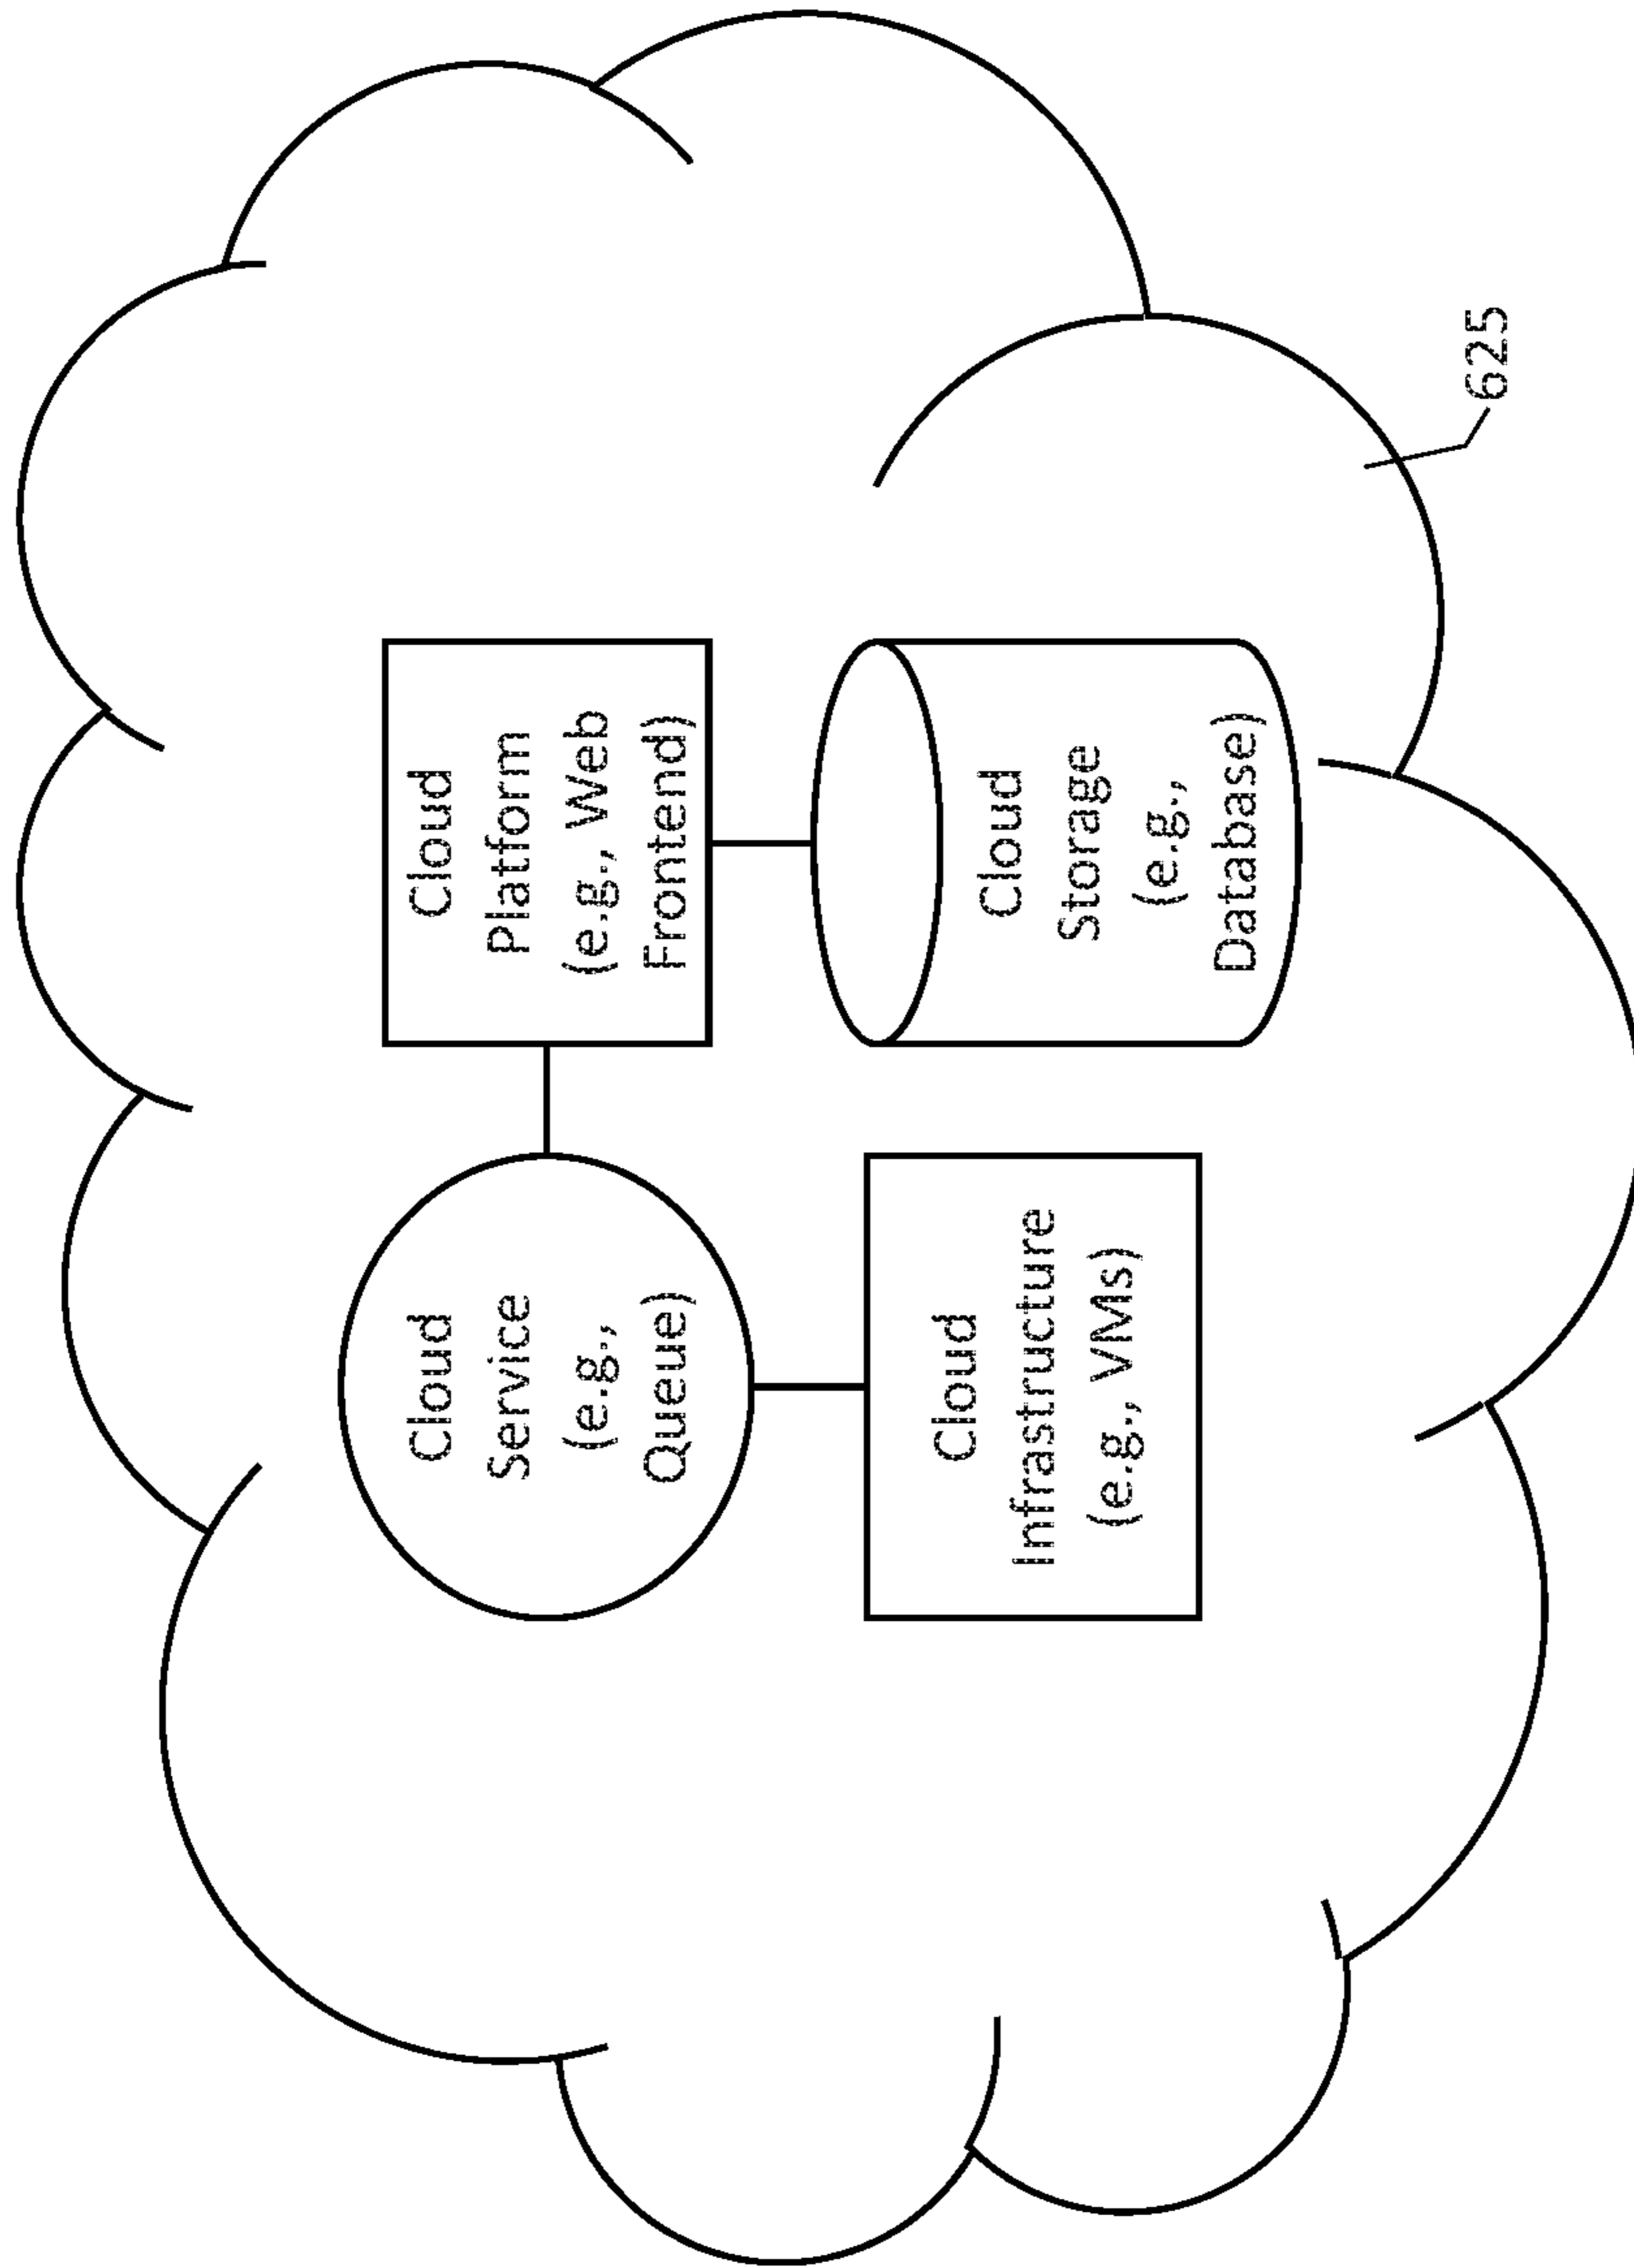 Cloud
Service
(e.g.,
Queue)
Cloud
Platform
(e.g., Web
Frontend)
Cloud
Infrastructure
(e.g., VMs)
Cloud
Storage
(e.g.,
Database)
625